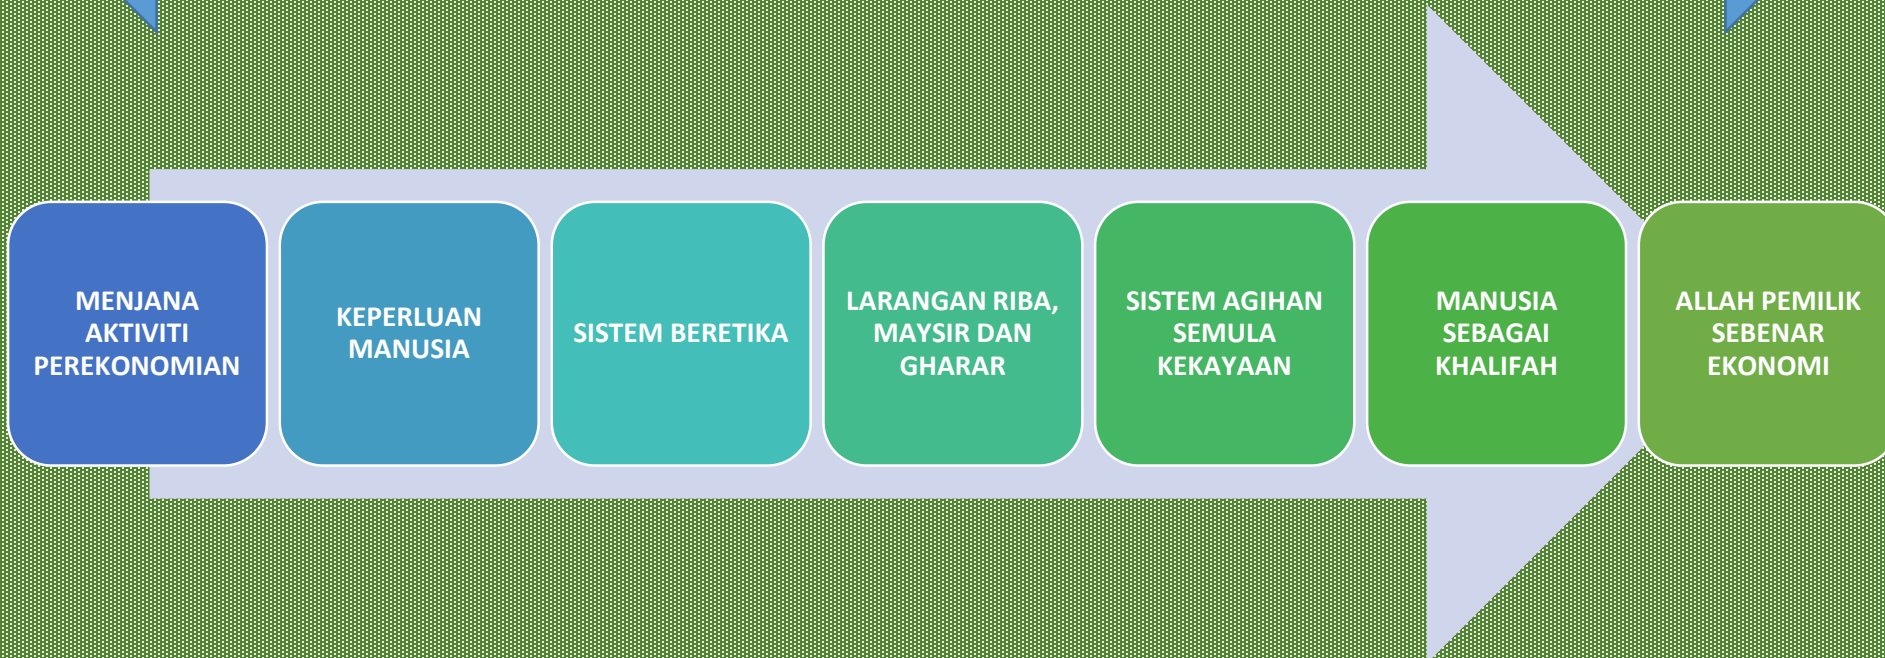 MENJANA
AKTIVITI
PEREKONOMIAN
KEPERLUAN
MANUSIA
SISTEM BERETIKA
LARANGAN RIBA,
MAYSIR DAN
GHARAR
SISTEM AGIHAN
SEMULA
KEKAYAAN
MANUSIA
SEBAGAI
KHALIFAH
ALLAH PEMILIK
SEBENAR
EKONOMI